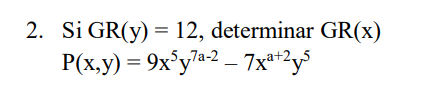 2. Si GR(y) = 12, determinar GR(x)
P(x,y) = 9x⁵y⁷ᵃ⁻² – 7xᵃ⁺²y⁵